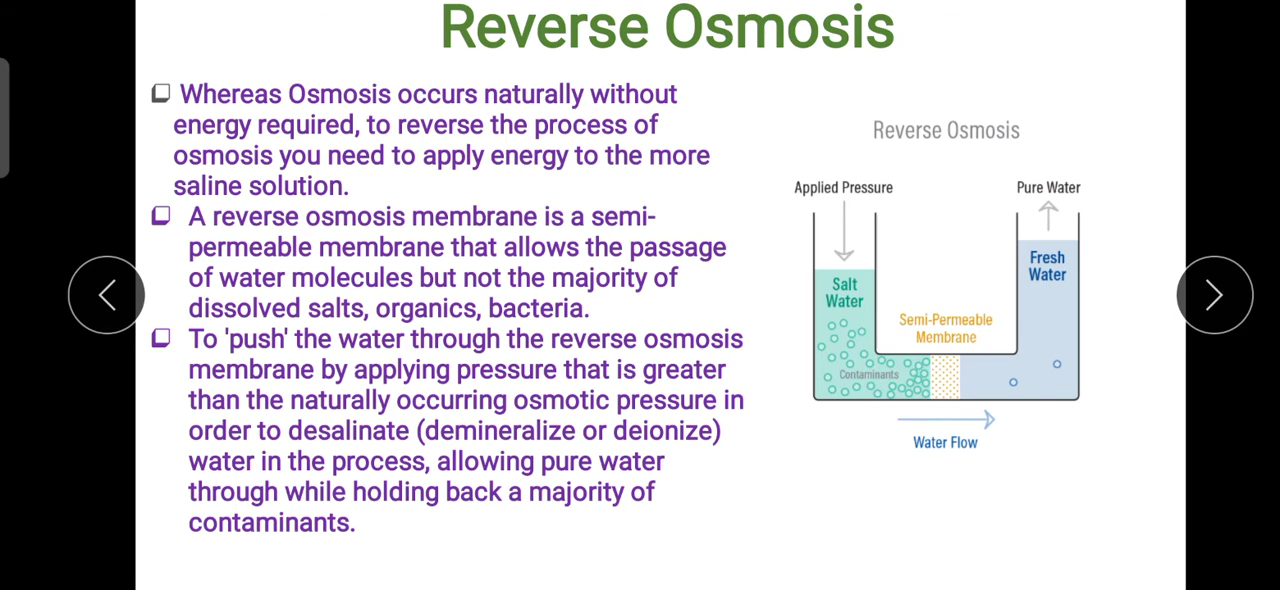 Reverse Osmosis
Whereas Osmosis occurs naturally without
energy required, to reverse the process of
osmosis you need to apply energy to the more
saline solution.
A reverse osmosis membrane is a semi-
permeable membrane that allows the passage
of water molecules but not the majority of
dissolved salts, organics, bacteria.
To 'push' the water through the reverse osmosis
membrane by applying pressure that is greater
than the naturally occurring osmotic pressure in
order to desalinate (demineralize or deionize)
water in the process, allowing pure water
through while holding back a majority of
contaminants.
Reverse Osmosis
Applied Pressure
Pure Water
Salt
Water
Fresh
Water
Semi-Permeable
Membrane
Contaminants
Water Flow